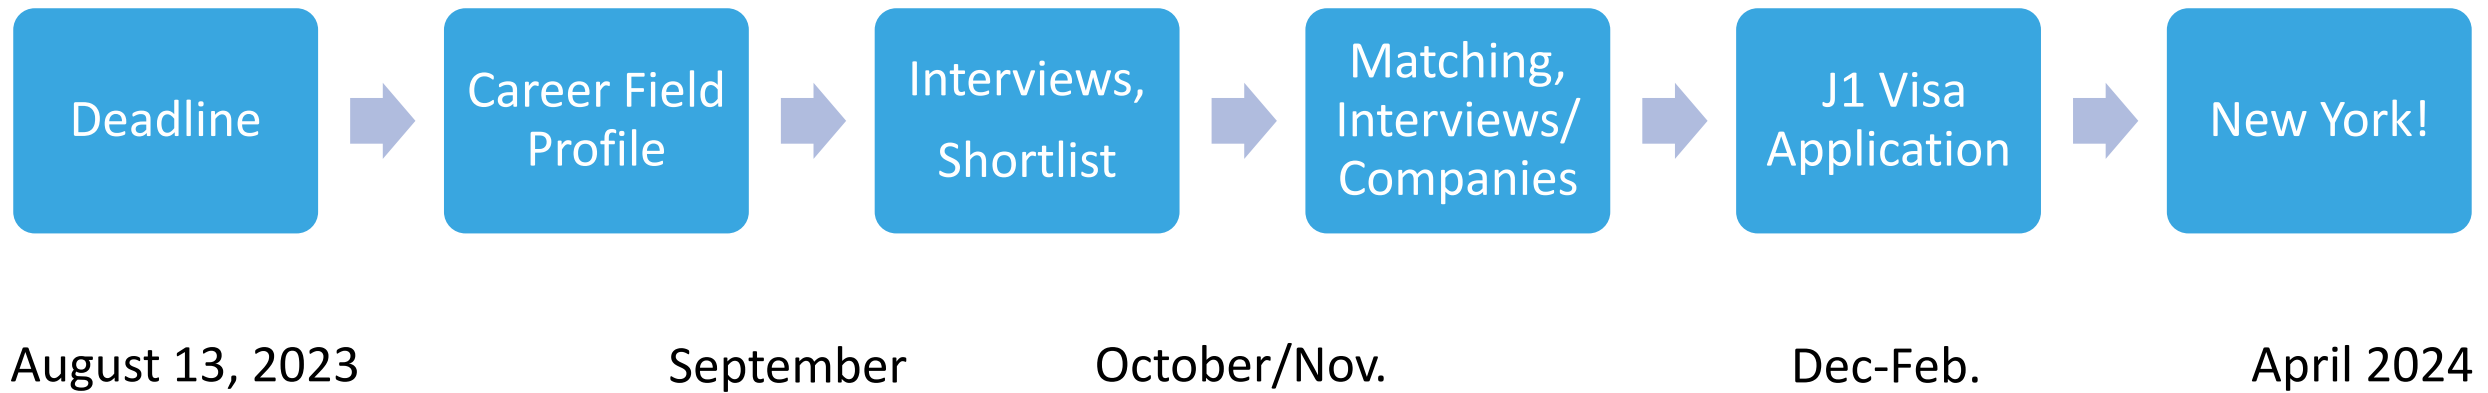 Deadline
Career Field
Profile
Interviews,
Shortlist
Matching,
Interviews/
Companies
J1 Visa
Application
New York!
August 13, 2023
September
October/Nov.
Dec-Feb.
April 2024